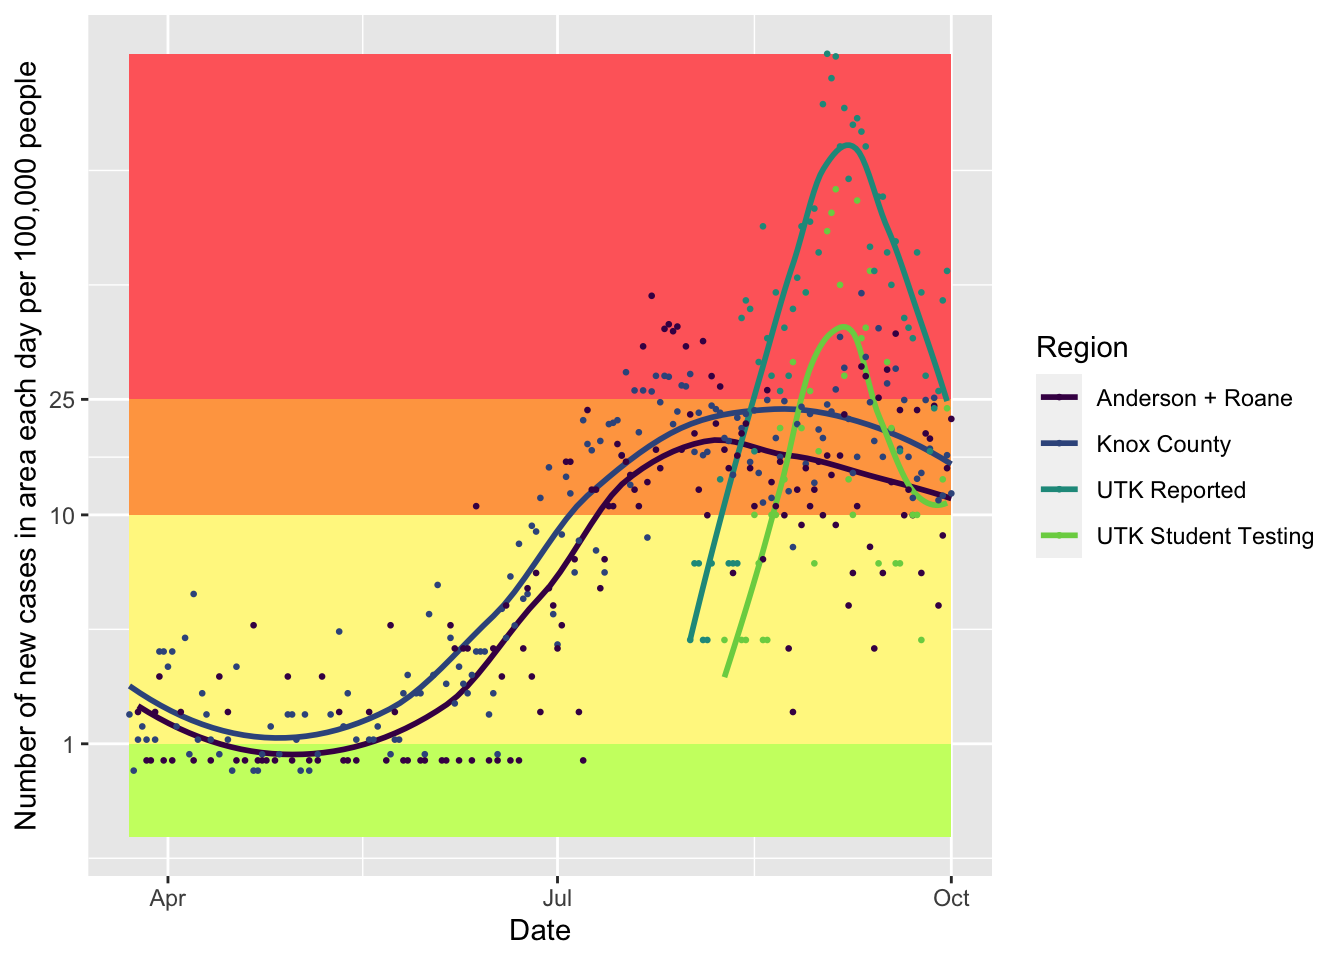 Number of new cases in area each day per 100,000 people
25
10
1
Apr
Jul
Oct
Date
Region
Anderson + Roane
Knox County
UTK Reported
UTK Student Testing